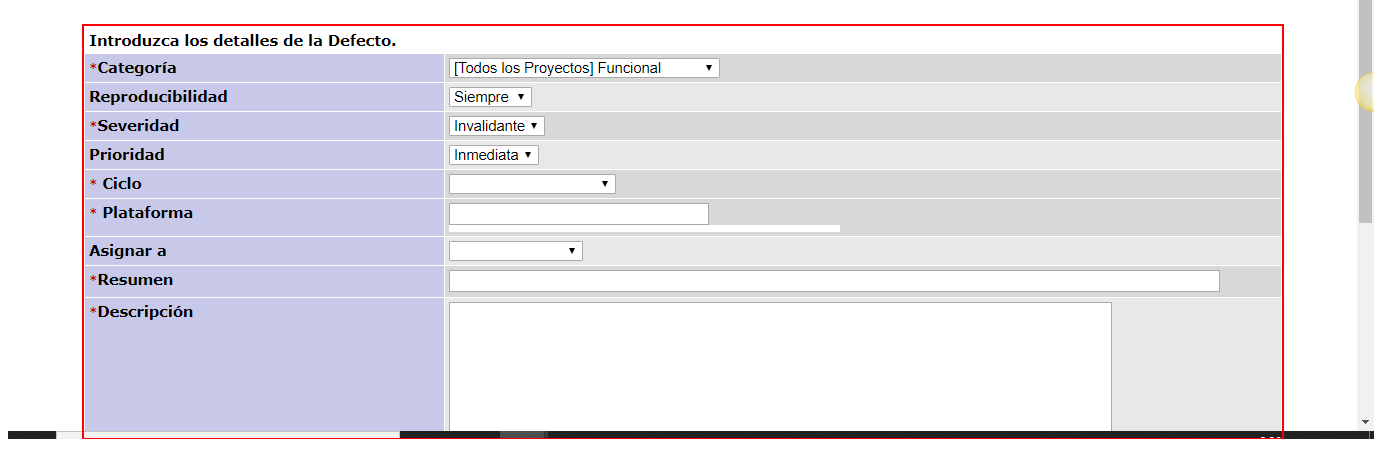 Introduzca los detalles de la Defecto.
*Categoría [Todos los Proyectos] Funcional
Reproducibilidad Siempre
*Severidad Invalidante
Prioridad Inmediata
* Ciclo
* Plataforma
Asignar a
*Resumen
*Descripción